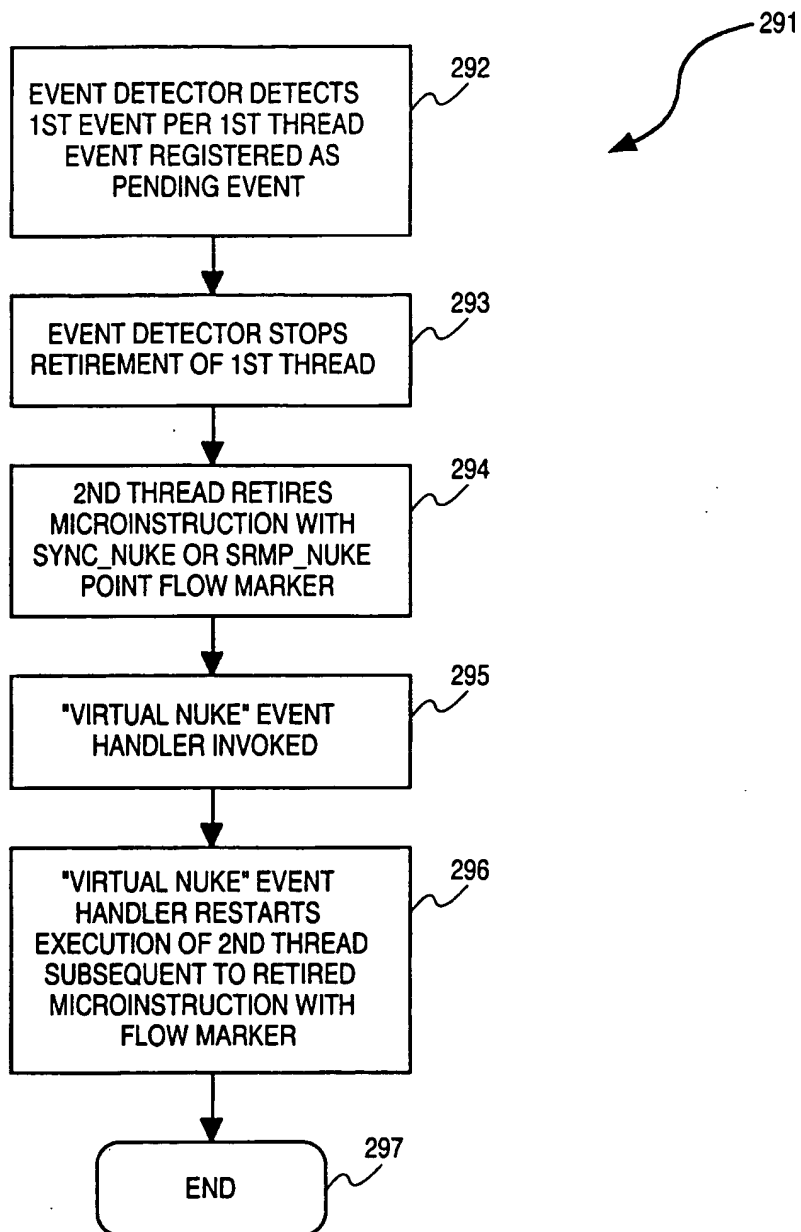 291
292
EVENT DETECTOR DETECTS
1ST EVENT PER 1ST THREAD
EVENT REGISTERED AS
PENDING EVENT
293
EVENT DETECTOR STOPS
RETIREMENT OF 1ST THREAD
294
2ND THREAD RETIRES
MICROINSTRUCTION WITH
SYNC_NUKE OR SRMP_NUKE
POINT FLOW MARKER
295
"VIRTUAL NUKE" EVENT
HANDLER INVOKED
296
"VIRTUAL NUKE" EVENT
HANDLER RESTARTS
EXECUTION OF 2ND THREAD
SUBSEQUENT TO RETIRED
MICROINSTRUCTION WITH
FLOW MARKER
297
END